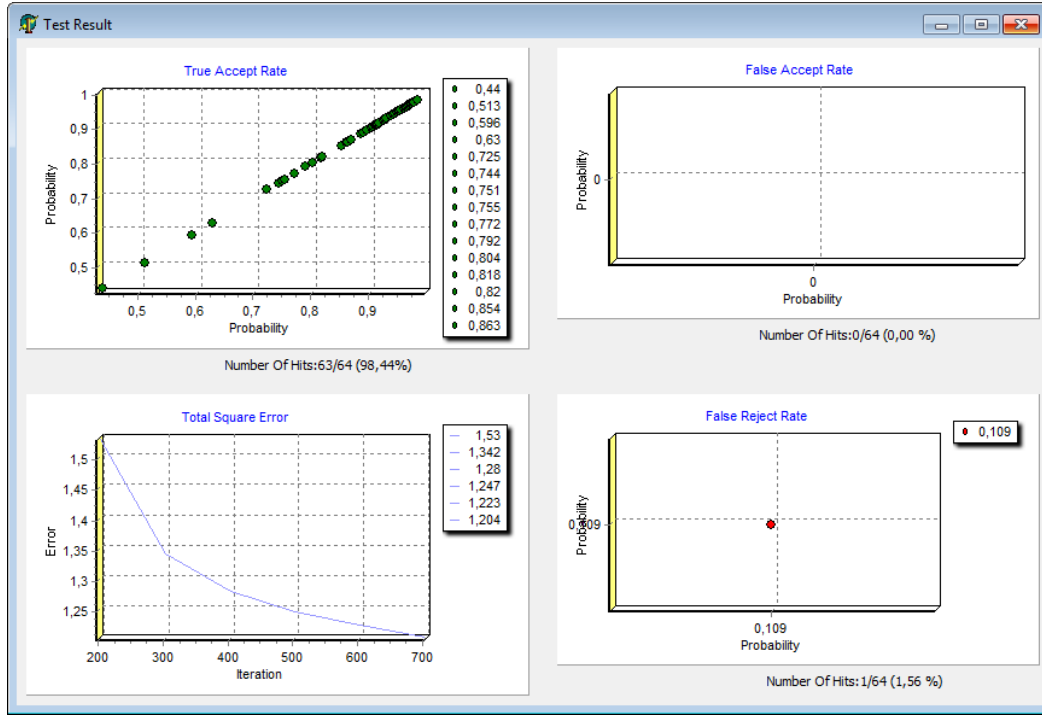 Test Result
True Accept Rate
Probability
1
0,9
0,8
0,7
0,6
0,5
0,5 0,6 0,7 0,8 0,9
Probability
0,44
0,513
0,596
0,63
0,725
0,744
0,751
0,755
0,772
0,792
0,804
0,818
0,82
0,854
0,863
Number Of Hits:63/64 (98,44%)
False Accept Rate
Probability
0
0
Probability
Number Of Hits:0/64 (0,00 %)
Total Square Error
Error
1,5
1,45
1,4
1,35
1,3
1,25
200 300 400 500 600 700
Iteration
1,53
1,342
1,28
1,247
1,223
1,204
False Reject Rate
Probability
0,109
0,109
Probability
0,109
Number Of Hits:1/64 (1,56 %)